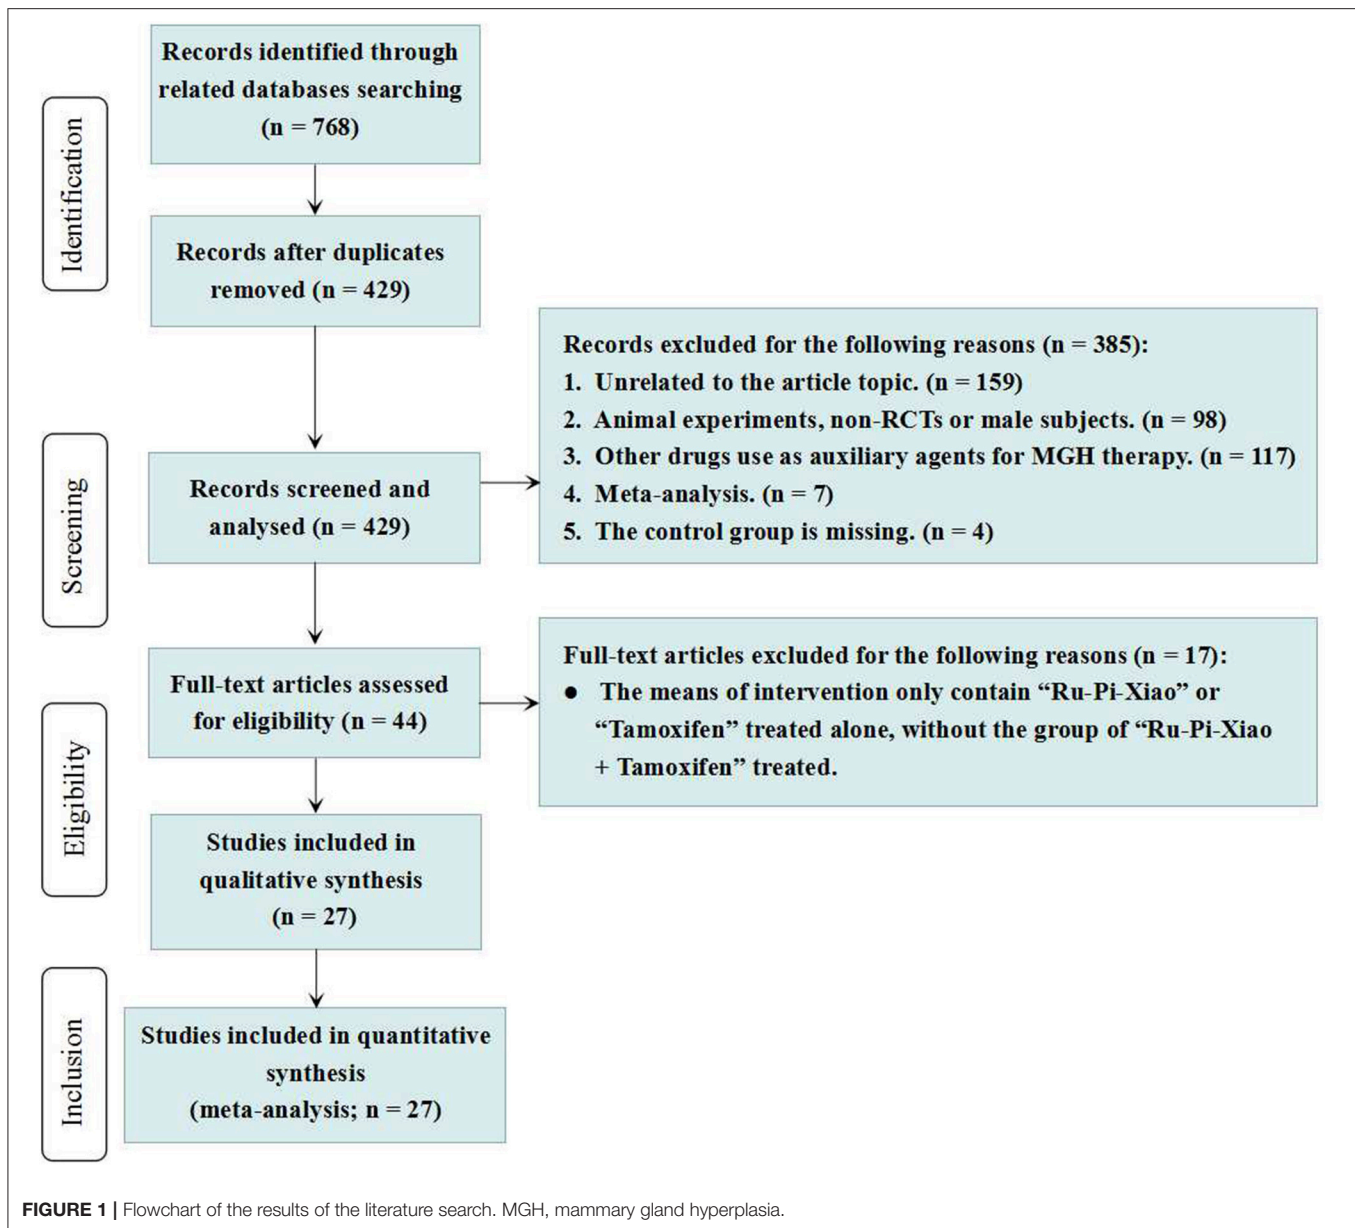 Identification
Records identified through
related databases searching
(n = 768)
Records after duplicates
removed (n = 429)
Screening
Records screened and
analysed (n = 429)
Records excluded for the following reasons (n = 385):
1. Unrelated to the article topic. (n = 159)
2. Animal experiments, non-RCTs or male subjects. (n = 98)
3. Other drugs use as auxiliary agents for MGH therapy. (n = 117)
4. Meta-analysis. (n = 7)
5. The control group is missing. (n = 4)
Eligibility
Full-text articles assessed
for eligibility (n = 44)
Full-text articles excluded for the following reasons (n = 17):
● The means of intervention only contain “Ru-Pi-Xiao” or
“Tamoxifen” treated alone, without the group of “Ru-Pi-Xiao
+ Tamoxifen” treated.
Studies included in
qualitative synthesis
(n = 27)
Inclusion
Studies included in quantitative
synthesis
(meta-analysis; n = 27)
FIGURE 1 | Flowchart of the results of the literature search. MGH, mammary gland hyperplasia.